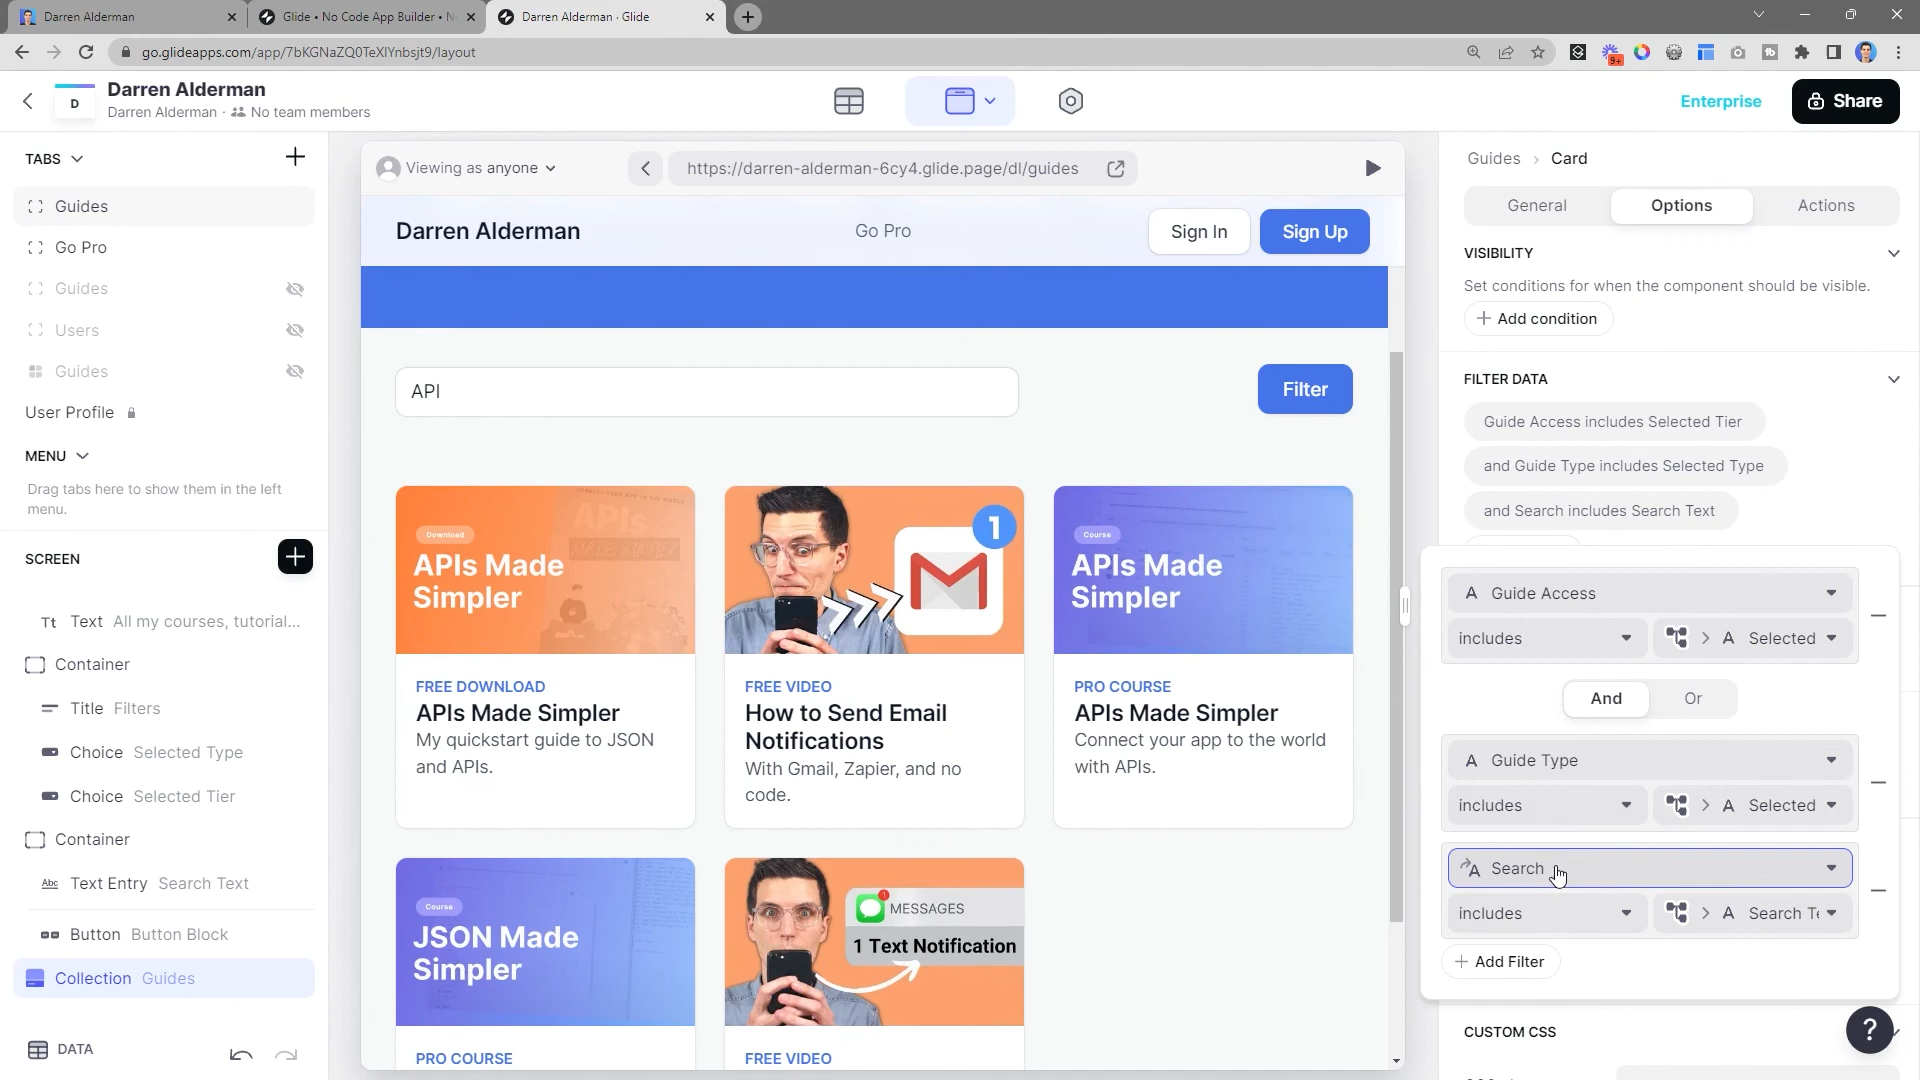 Darren Alderman
Glide • No Code App Builder • N
Darren Alderman · Glide
go.glideapps.com/app/7bKGNaZQ0TeXlYnbsjt9/layout
9+
D
Darren Alderman
Darren Alderman · No team members
Enterprise
Share
TABS
Guides
Go Pro
Guides
Users
Guides
User Profile
MENU
Drag tabs here to show them in the left
menu.
SCREEN
Tt Text All my courses, tutorial...
Container
Title Filters
Choice Selected Type
Choice Selected Tier
Container
Abc Text Entry Search Text
Button Button Block
Collection Guides
DATA
Viewing as anyone
https://darren-alderman-6cy4.glide.page/dl/guides
Darren Alderman
Go Pro
Sign In
Sign Up
API
Filter
Download
APIs Made
Simpler
FREE DOWNLOAD
APIs Made Simpler
My quickstart guide to JSON
and APIs.
1
FREE VIDEO
How to Send Email
Notifications
With Gmail, Zapier, and no
code.
Course
APIs Made
Simpler
PRO COURSE
APIs Made Simpler
Connect your app to the world
with APIs.
Course
JSON Made
Simpler
PRO COURSE
MESSAGES
1 Text Notification
FREE VIDEO
Guides › Card
General
Options
Actions
VISIBILITY
Set conditions for when the component should be visible.
+ Add condition
FILTER DATA
Guide Access includes Selected Tier
and Guide Type includes Selected Type
and Search includes Search Text
A Guide Access
includes
> A Selected
And
Or
A Guide Type
includes
> A Selected
A Search
includes
> A Search Te
+ Add Filter
CUSTOM CSS
?